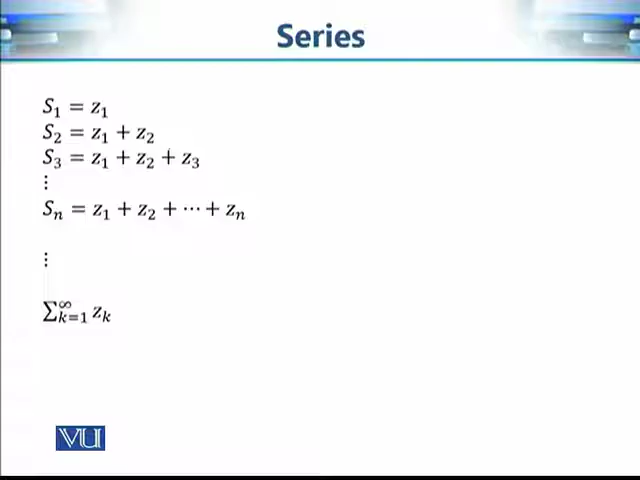 Series
S₁ = z₁
S₂ = z₁ + z₂
S₃ = z₁ + z₂ + z₃
⋮
Sₙ = z₁ + z₂ + ⋯ + zₙ
⋮
∑ₖ₌₁^∞ zₖ
VU